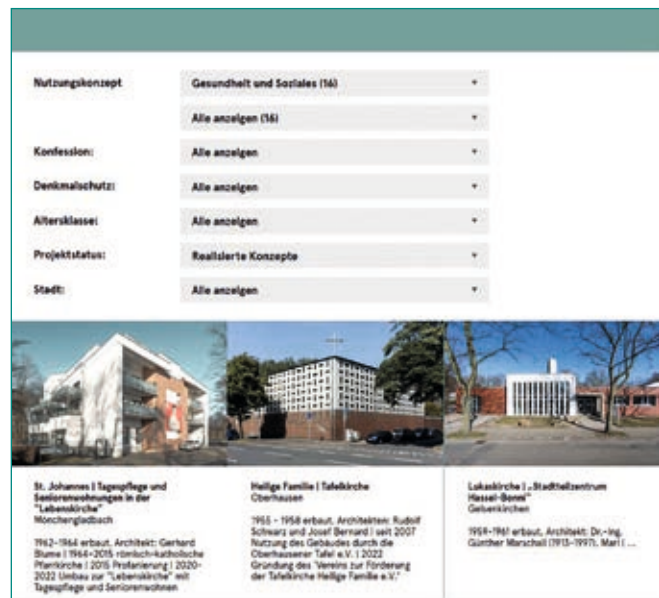 Nutzungskonzept
Gesundheit und Soziales (16)
Alle anzeigen (16)
Konfession:
Alle anzeigen
Denkmalschutz:
Alle anzeigen
Altersklasse:
Alle anzeigen
Projektstatus:
Realisierte Konzepte
Stadt:
Alle anzeigen
St. Johannes | Tagespflege und
Seniorenwohnungen in der
"Lebenskirche"
Mönchengladbach
1962-1964 erbaut, Architekt: Gerhard
Blume | 1964-2015 römisch-katholische
Pfarrkirche | 2015 Profanierung | 2020-
2022 Umbau zur "Lebenskirche" mit
Tagespflege und Seniorenwohnen
Heilige Familie | Tafelkirche
Oberhausen
1955 - 1958 erbaut, Architekten: Rudolf
Schwarz und Josef Bernard | seit 2007
Nutzung des Gebäudes durch die
Oberhausener Tafel e.V. | 2022
Gründung des "Vereins zur Förderung
der Tafelkirche Heilige Familie e.V."
Lukaskirche | „Stadtteilzentrum
Hassel-Bonni"
Gelsenkirchen
1959-1961 erbaut, Architekt: Dr.-Ing.
Günther Marschall (1913-1997), Marl | ...